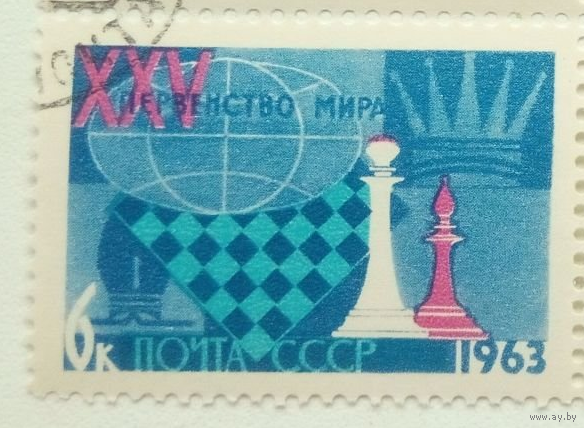 XXV
ПЕРВЕНСТВО МИРА
6к ПОЧТА СССР 1963
www.ay.by